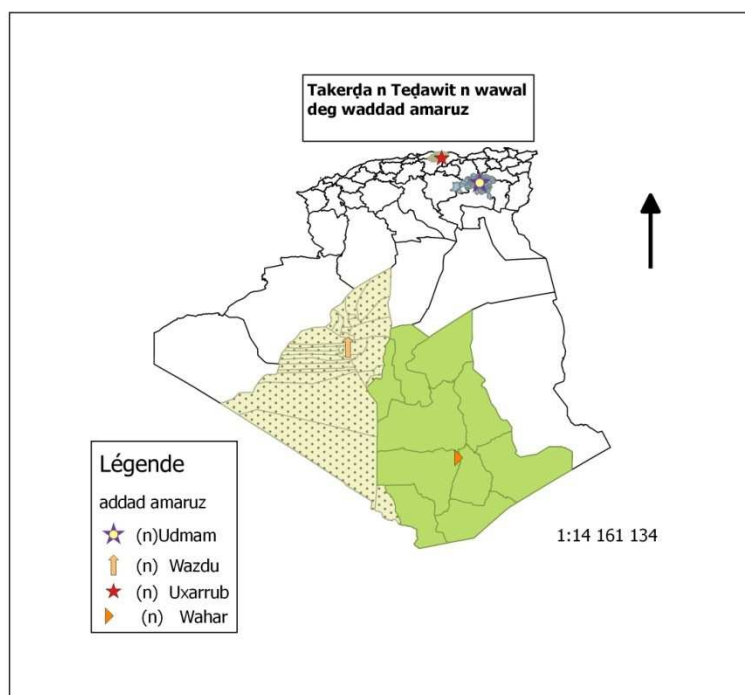 Takerḍa n Teḍawit n wawal
deg waddad amaruz
Légende
addad amaruz
(n)Udmam
(n) Wazdu
(n) Uxarrub
(n) Wahar
1:14 161 134